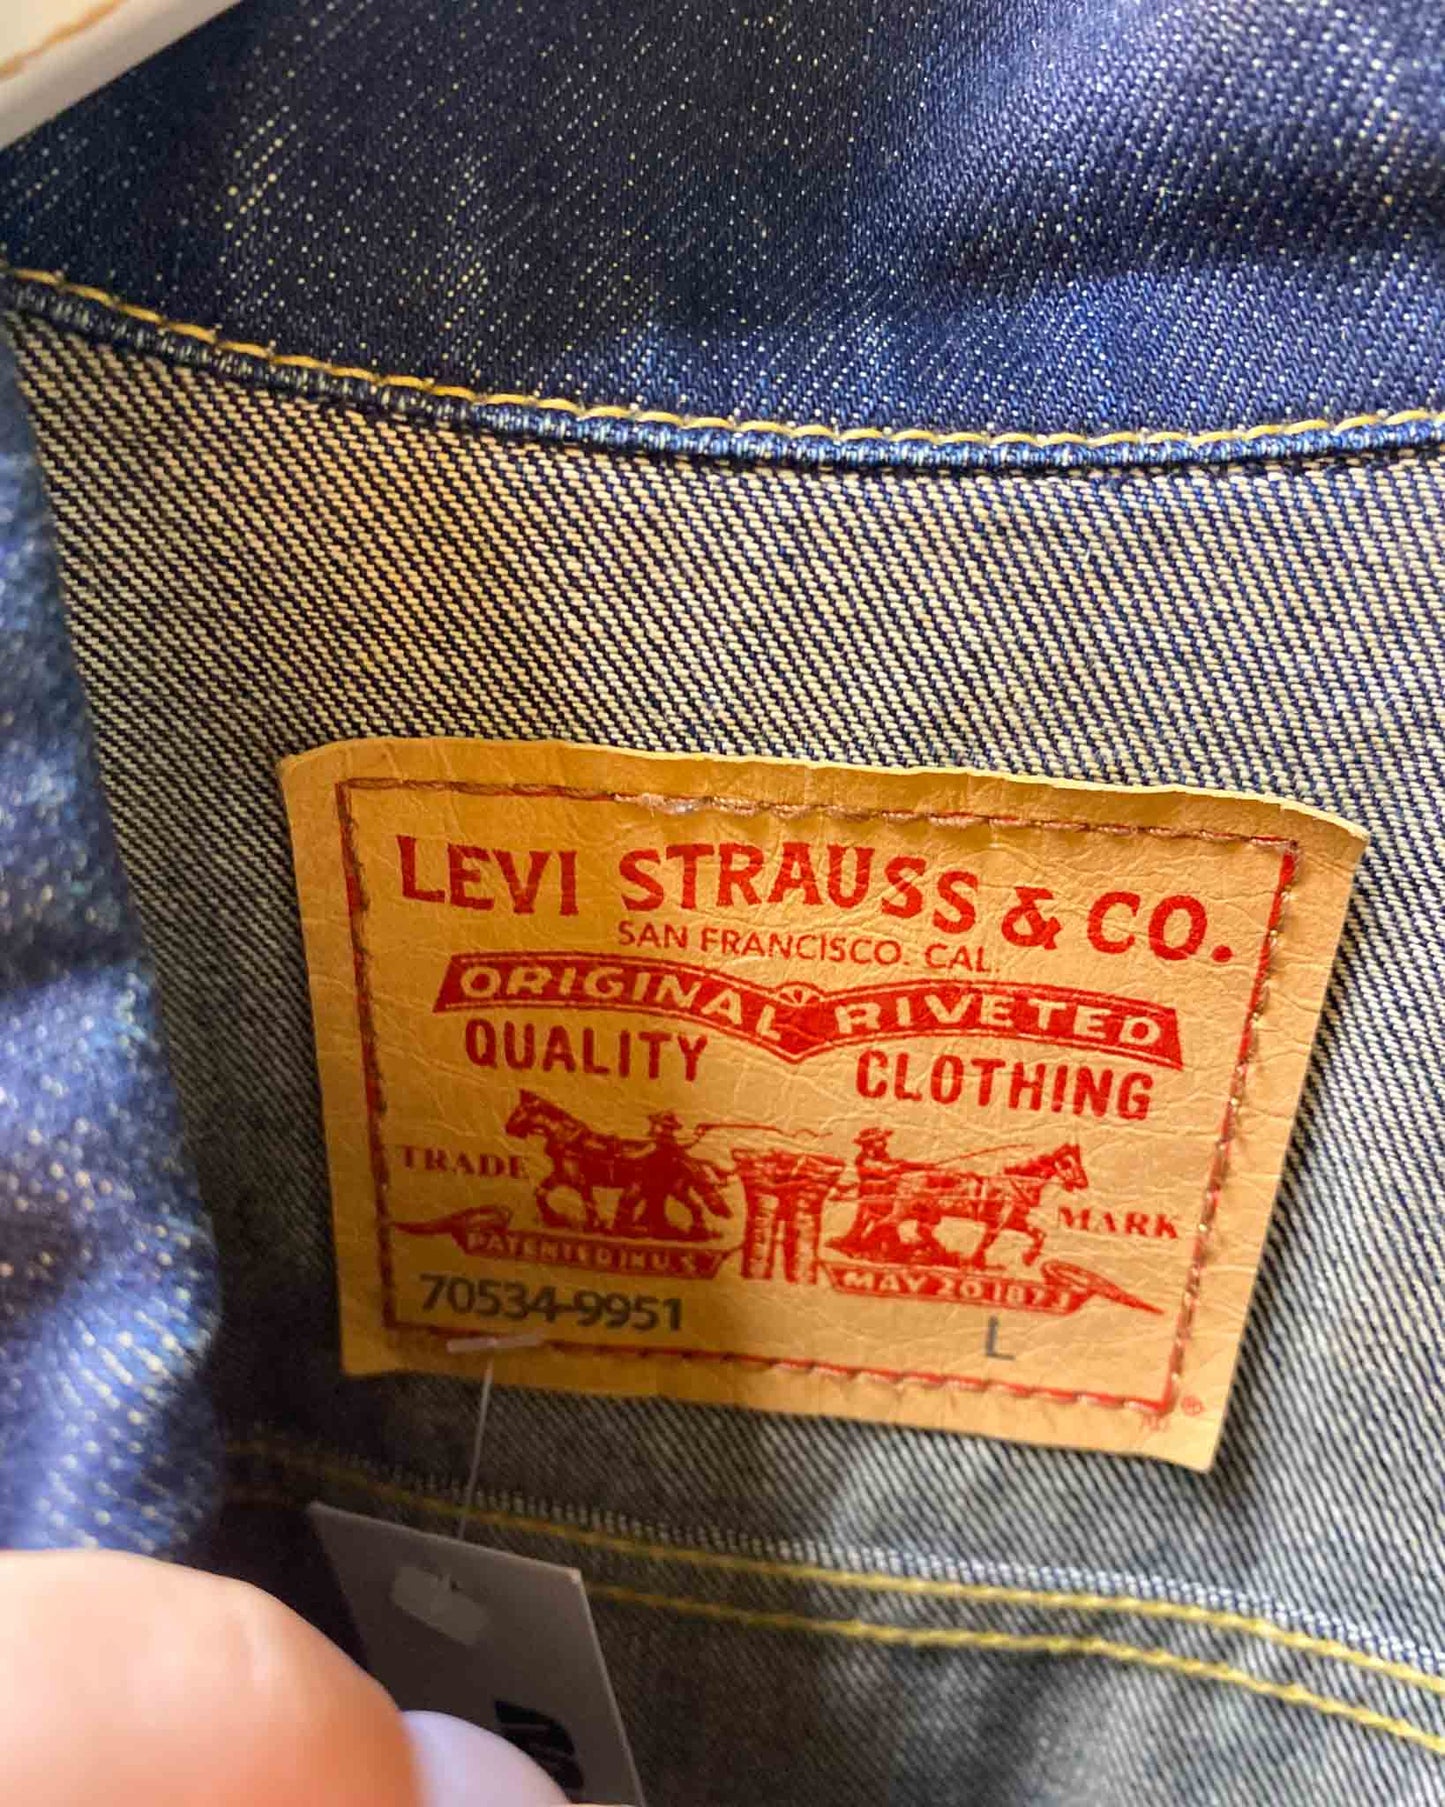 LEVI STRAUSS & CO.
SAN FRANCISCO. CAL.
ORIGINAL RIVETED
QUALITY CLOTHING
TRADE MARK
PATENTED IN U.S. MAY 20 1873
70534-9951 L
®